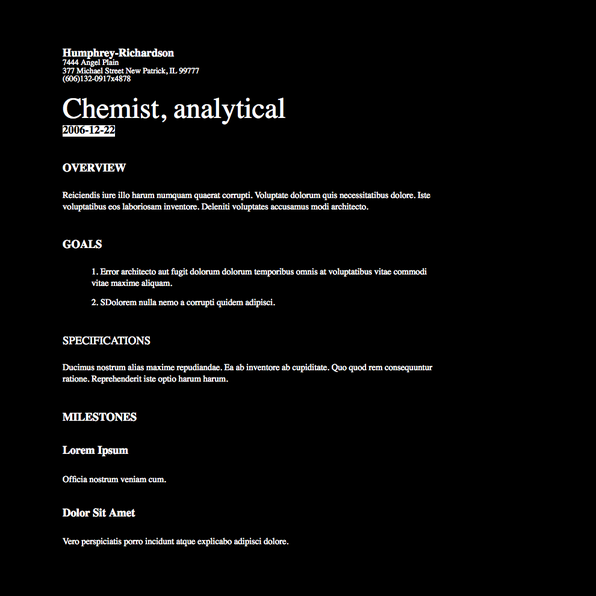 Humphrey-Richardson
7444 Angel Plain
377 Michael Street New Patrick, IL 99777
(606)132-0917x4878
Chemist, analytical
2006-12-22
OVERVIEW
Reiciendis iure illo harum numquam quaerat corrupti. Voluptate dolorum quis necessitatibus dolore. Iste
voluptatibus eos laboriosam inventore. Deleniti voluptates accusamus modi architecto.
GOALS
1. Error architecto aut fugit dolorum dolorum temporibus omnis at voluptatibus vitae commodi
vitae maxime aliquam.
2. SDolorem nulla nemo a corrupti quidem adipisci.
SPECIFICATIONS
Ducimus nostrum alias maxime repudiandae. Ea ab inventore ab cupiditate. Quo quod rem consequuntur
ratione. Reprehenderit iste optio harum harum.
MILESTONES
Lorem Ipsum
Officia nostrum veniam cum.
Dolor Sit Amet
Vero perspiciatis porro incidunt atque explicabo adipisci dolore.